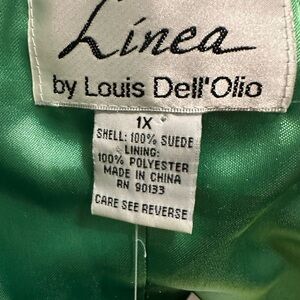 Linea
by Louis Dell'Olio
1X
SHELL: 100% SUEDE
LINING:
100% POLYESTER
MADE IN CHINA
RN 90133
CARE SEE REVERSE